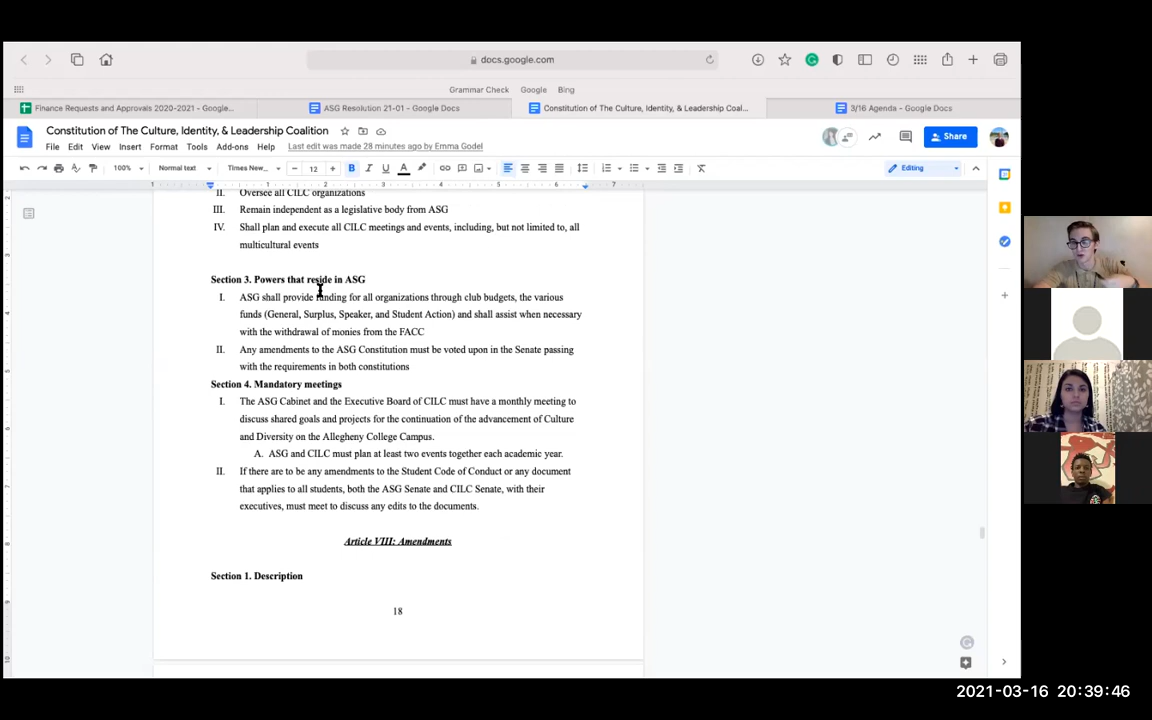 docs.google.com
Grammar Check Google Bing
Finance Requests and Approvals 2020-2021 - Google...
ASG Resolution 21-01 - Google Docs
Constitution of The Culture, Identity, & Leadership Coal...
3/16 Agenda - Google Docs
Constitution of The Culture, Identity, & Leadership Coalition
File Edit View Insert Format Tools Add-ons Help Last edit was made 28 minutes ago by Emma Godel
Share
100% Normal text Times New... 12 B I U A Editing
1 1 2 3 4 5 6 7
II. Oversee all CILC organizations
III. Remain independent as a legislative body from ASG
IV. Shall plan and execute all CILC meetings and events, including, but not limited to, all
multicultural events
Section 3. Powers that reside in ASG
I. ASG shall provide funding for all organizations through club budgets, the various
funds (General, Surplus, Speaker, and Student Action) and shall assist when necessary
with the withdrawal of monies from the FACC
II. Any amendments to the ASG Constitution must be voted upon in the Senate passing
with the requirements in both constitutions
Section 4. Mandatory meetings
I. The ASG Cabinet and the Executive Board of CILC must have a monthly meeting to
discuss shared goals and projects for the continuation of the advancement of Culture
and Diversity on the Allegheny College Campus.
A. ASG and CILC must plan at least two events together each academic year.
II. If there are to be any amendments to the Student Code of Conduct or any document
that applies to all students, both the ASG Senate and CILC Senate, with their
executives, must meet to discuss any edits to the documents.
Article VIII: Amendments
Section 1. Description
18
2021-03-16 20:39:46